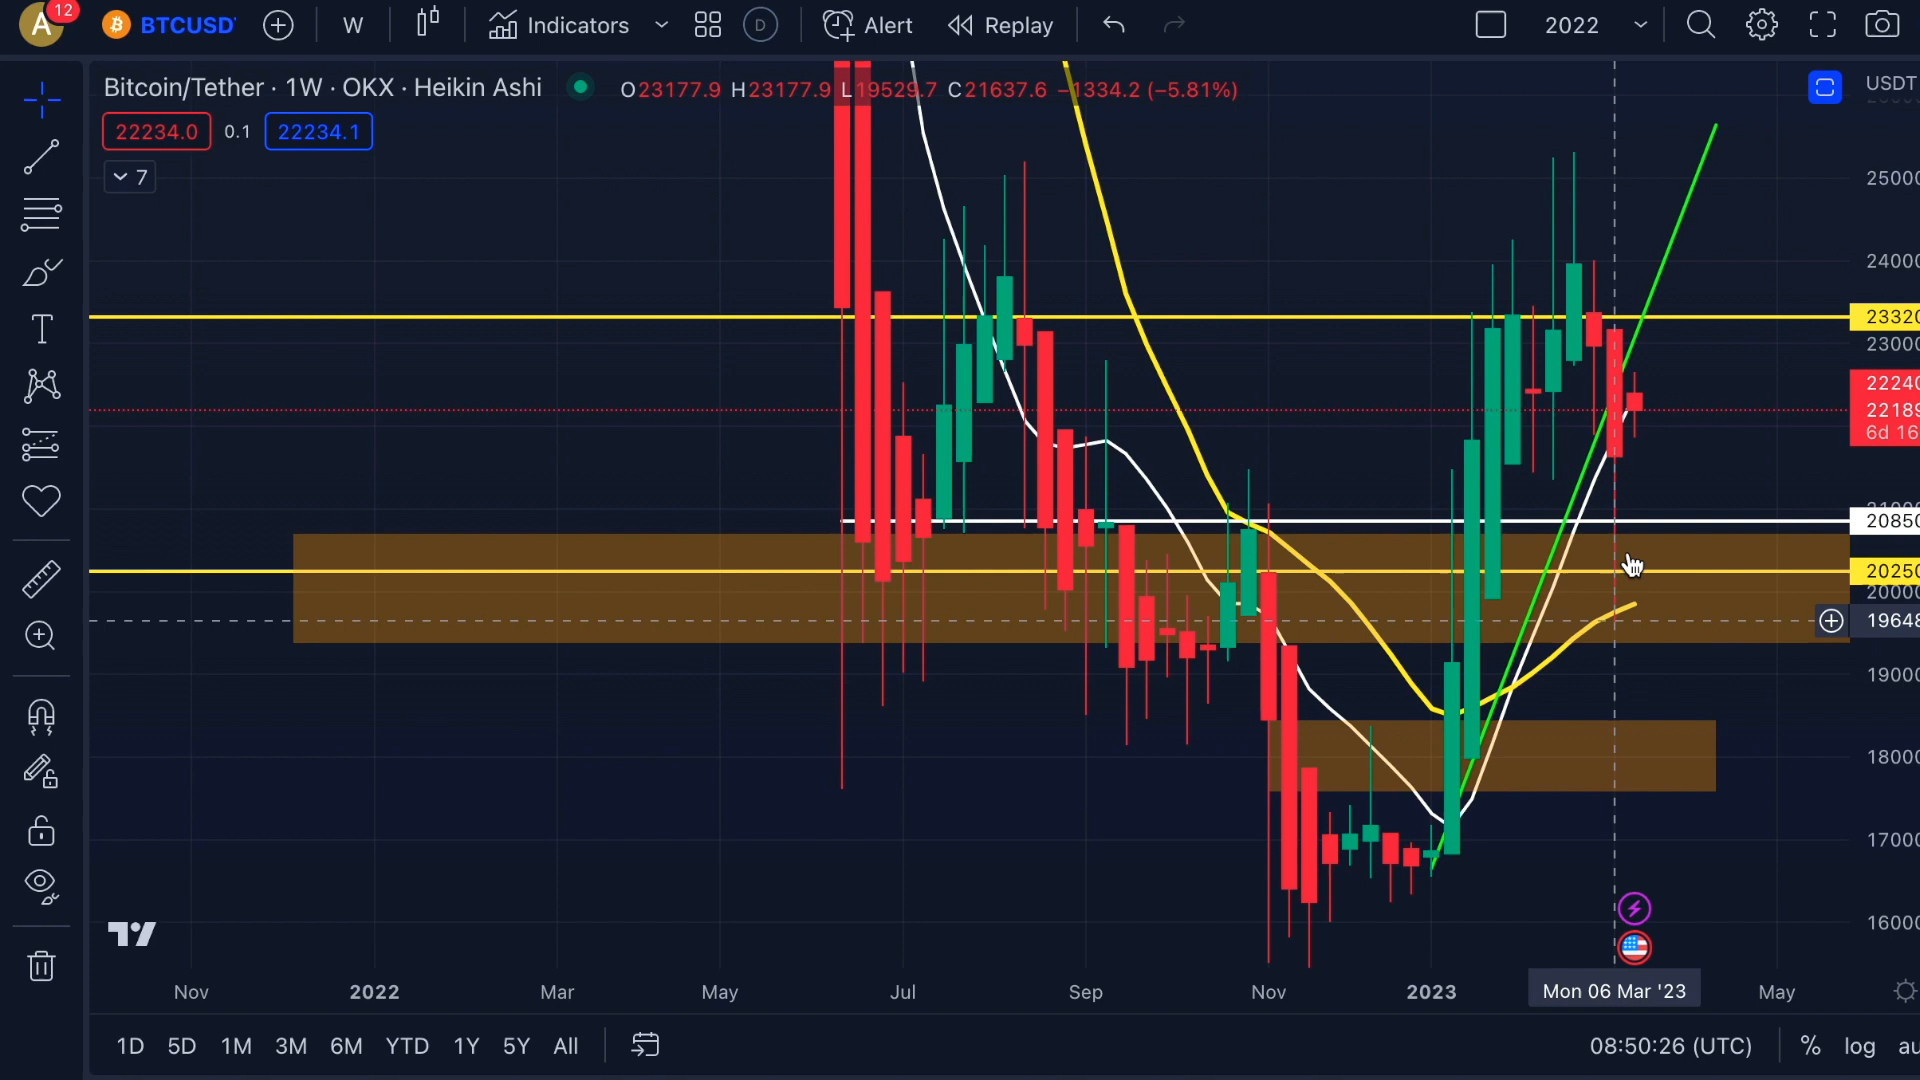 A 12 BTCUSD' W Indicators D Alert Replay 2022
Bitcoin/Tether · 1W · OKX · Heikin Ashi O23177.9 H23177.9 L19529.7 C21637.6 −1334.2 (−5.81%) USDT
22234.0 0.1 22234.1
7
25000
24000
23320
23000
22240
22189
6d 16
21000
20850
20250
20000
19648
19000
18000
17000
16000
Nov 2022 Mar May Jul Sep Nov 2023 Mon 06 Mar '23 May
1D 5D 1M 3M 6M YTD 1Y 5Y All 08:50:26 (UTC) % log au